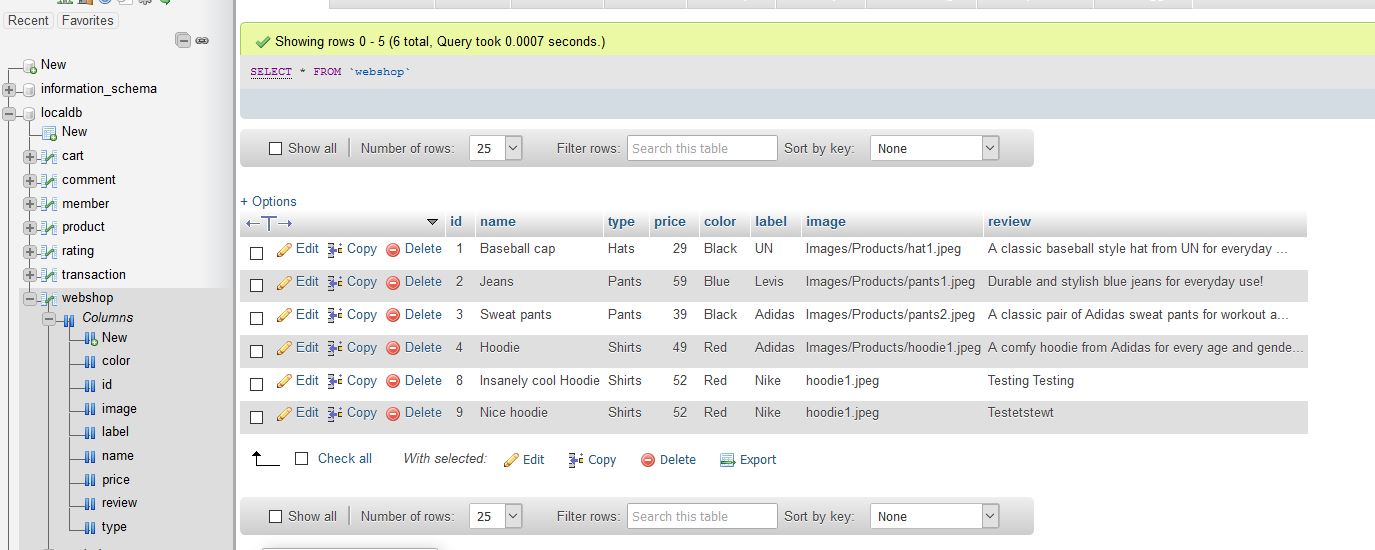 Recent Favorites
New
information_schema
localdb
New
cart
comment
member
product
rating
transaction
webshop
Columns
New
color
id
image
label
name
price
review
type
Showing rows 0 - 5 (6 total, Query took 0.0007 seconds.)
SELECT * FROM `webshop`
Show all Number of rows: 25 Filter rows: Search this table Sort by key: None
+ Options
id name type price color label image review
Edit Copy Delete 1 Baseball cap Hats 29 Black UN Images/Products/hat1.jpeg A classic baseball style hat from UN for everyday ...
Edit Copy Delete 2 Jeans Pants 59 Blue Levis Images/Products/pants1.jpeg Durable and stylish blue jeans for everyday use!
Edit Copy Delete 3 Sweat pants Pants 39 Black Adidas Images/Products/pants2.jpeg A classic pair of Adidas sweat pants for workout a...
Edit Copy Delete 4 Hoodie Shirts 49 Red Adidas Images/Products/hoodie1.jpeg A comfy hoodie from Adidas for every age and gende...
Edit Copy Delete 8 Insanely cool Hoodie Shirts 52 Red Nike hoodie1.jpeg Testing Testing
Edit Copy Delete 9 Nice hoodie Shirts 52 Red Nike hoodie1.jpeg Testetstewt
Check all With selected: Edit Copy Delete Export
Show all Number of rows: 25 Filter rows: Search this table Sort by key: None